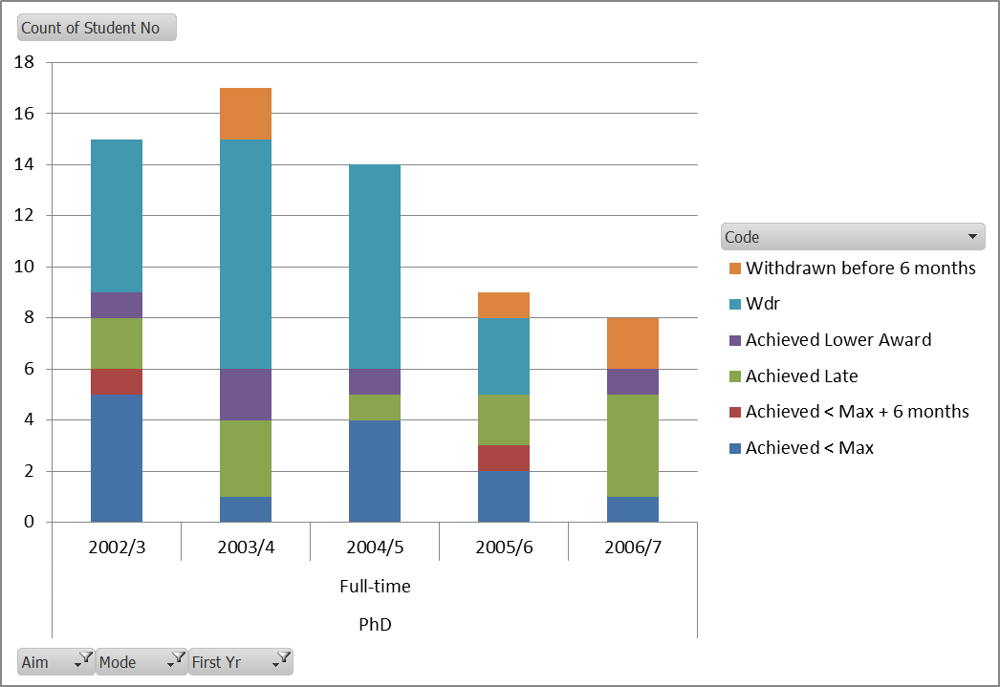 Count of Student No
18
16
14
12
10
8
6
4
2
0
2002/3 2003/4 2004/5 2005/6 2006/7
Full-time
PhD
Code
Withdrawn before 6 months
Wdr
Achieved Lower Award
Achieved Late
Achieved < Max + 6 months
Achieved < Max
Aim Mode First Yr